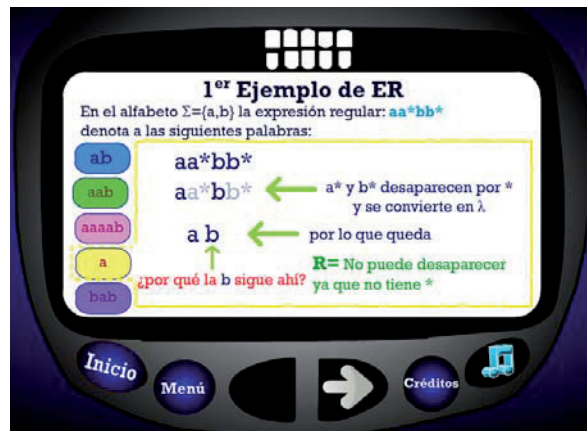 1er Ejemplo de ER
En el alfabeto Σ={a,b} la expresión regular: aa*bb*
denota a las siguientes palabras:
ab
aab
aaaab
a
bab
aa*bb*
aa*bb*
a* y b* desaparecen por *
y se convierte en λ
a b
por lo que queda
¿por qué la b sigue ahí?
R= No puede desaparecer
ya que no tiene *
Inicio
Menú
Créditos